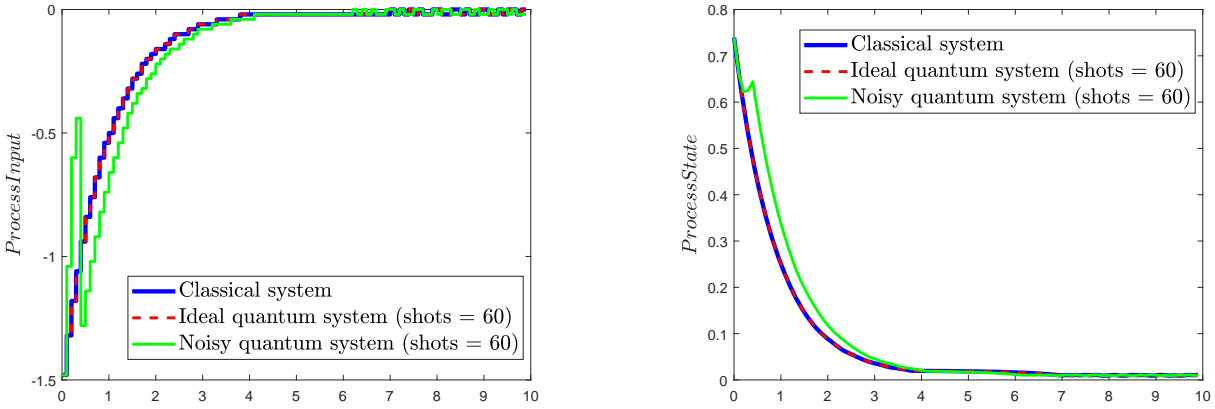 0
-0.5
-1
-1.5
ProcessInput
Classical system
Ideal quantum system (shots = 60)
Noisy quantum system (shots = 60)
0 1 2 3 4 5 6 7 8 9 10
0.8
0.7
0.6
0.5
0.4
0.3
0.2
0.1
0
ProcessState
Classical system
Ideal quantum system (shots = 60)
Noisy quantum system (shots = 60)
0 1 2 3 4 5 6 7 8 9 10